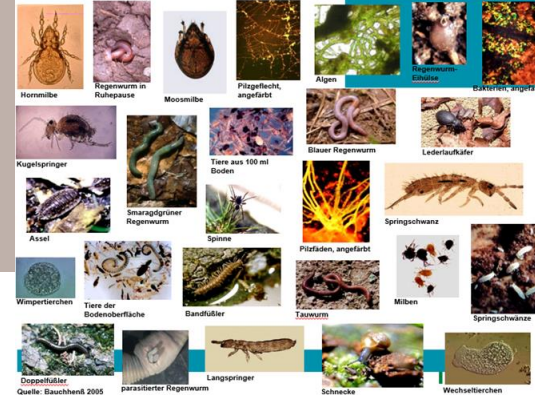 Hornmilbe
Regenwurm in
Ruhepause
Moosmilbe
Pilzgeflecht,
angefärbt
Algen
Regenwurm-
Eihülse
Bakterien, angefä
Kugelspringer
Smaragdgrüner
Regenwurm
Tiere aus 100 ml
Boden
Blauer Regenwurm
Lederlaufkäfer
Assel
Spinne
Pilzfäden, angefärbt
Springschwanz
Wimpertierchen
Tiere der
Bodenoberfläche
Bandfüßler
Tauwurm
Milben
Springschwänze
Doppelfüßler
Quelle: Bauchhenß 2005
parasitierter Regenwurm
Langspringer
Schnecke
Wechseltierchen